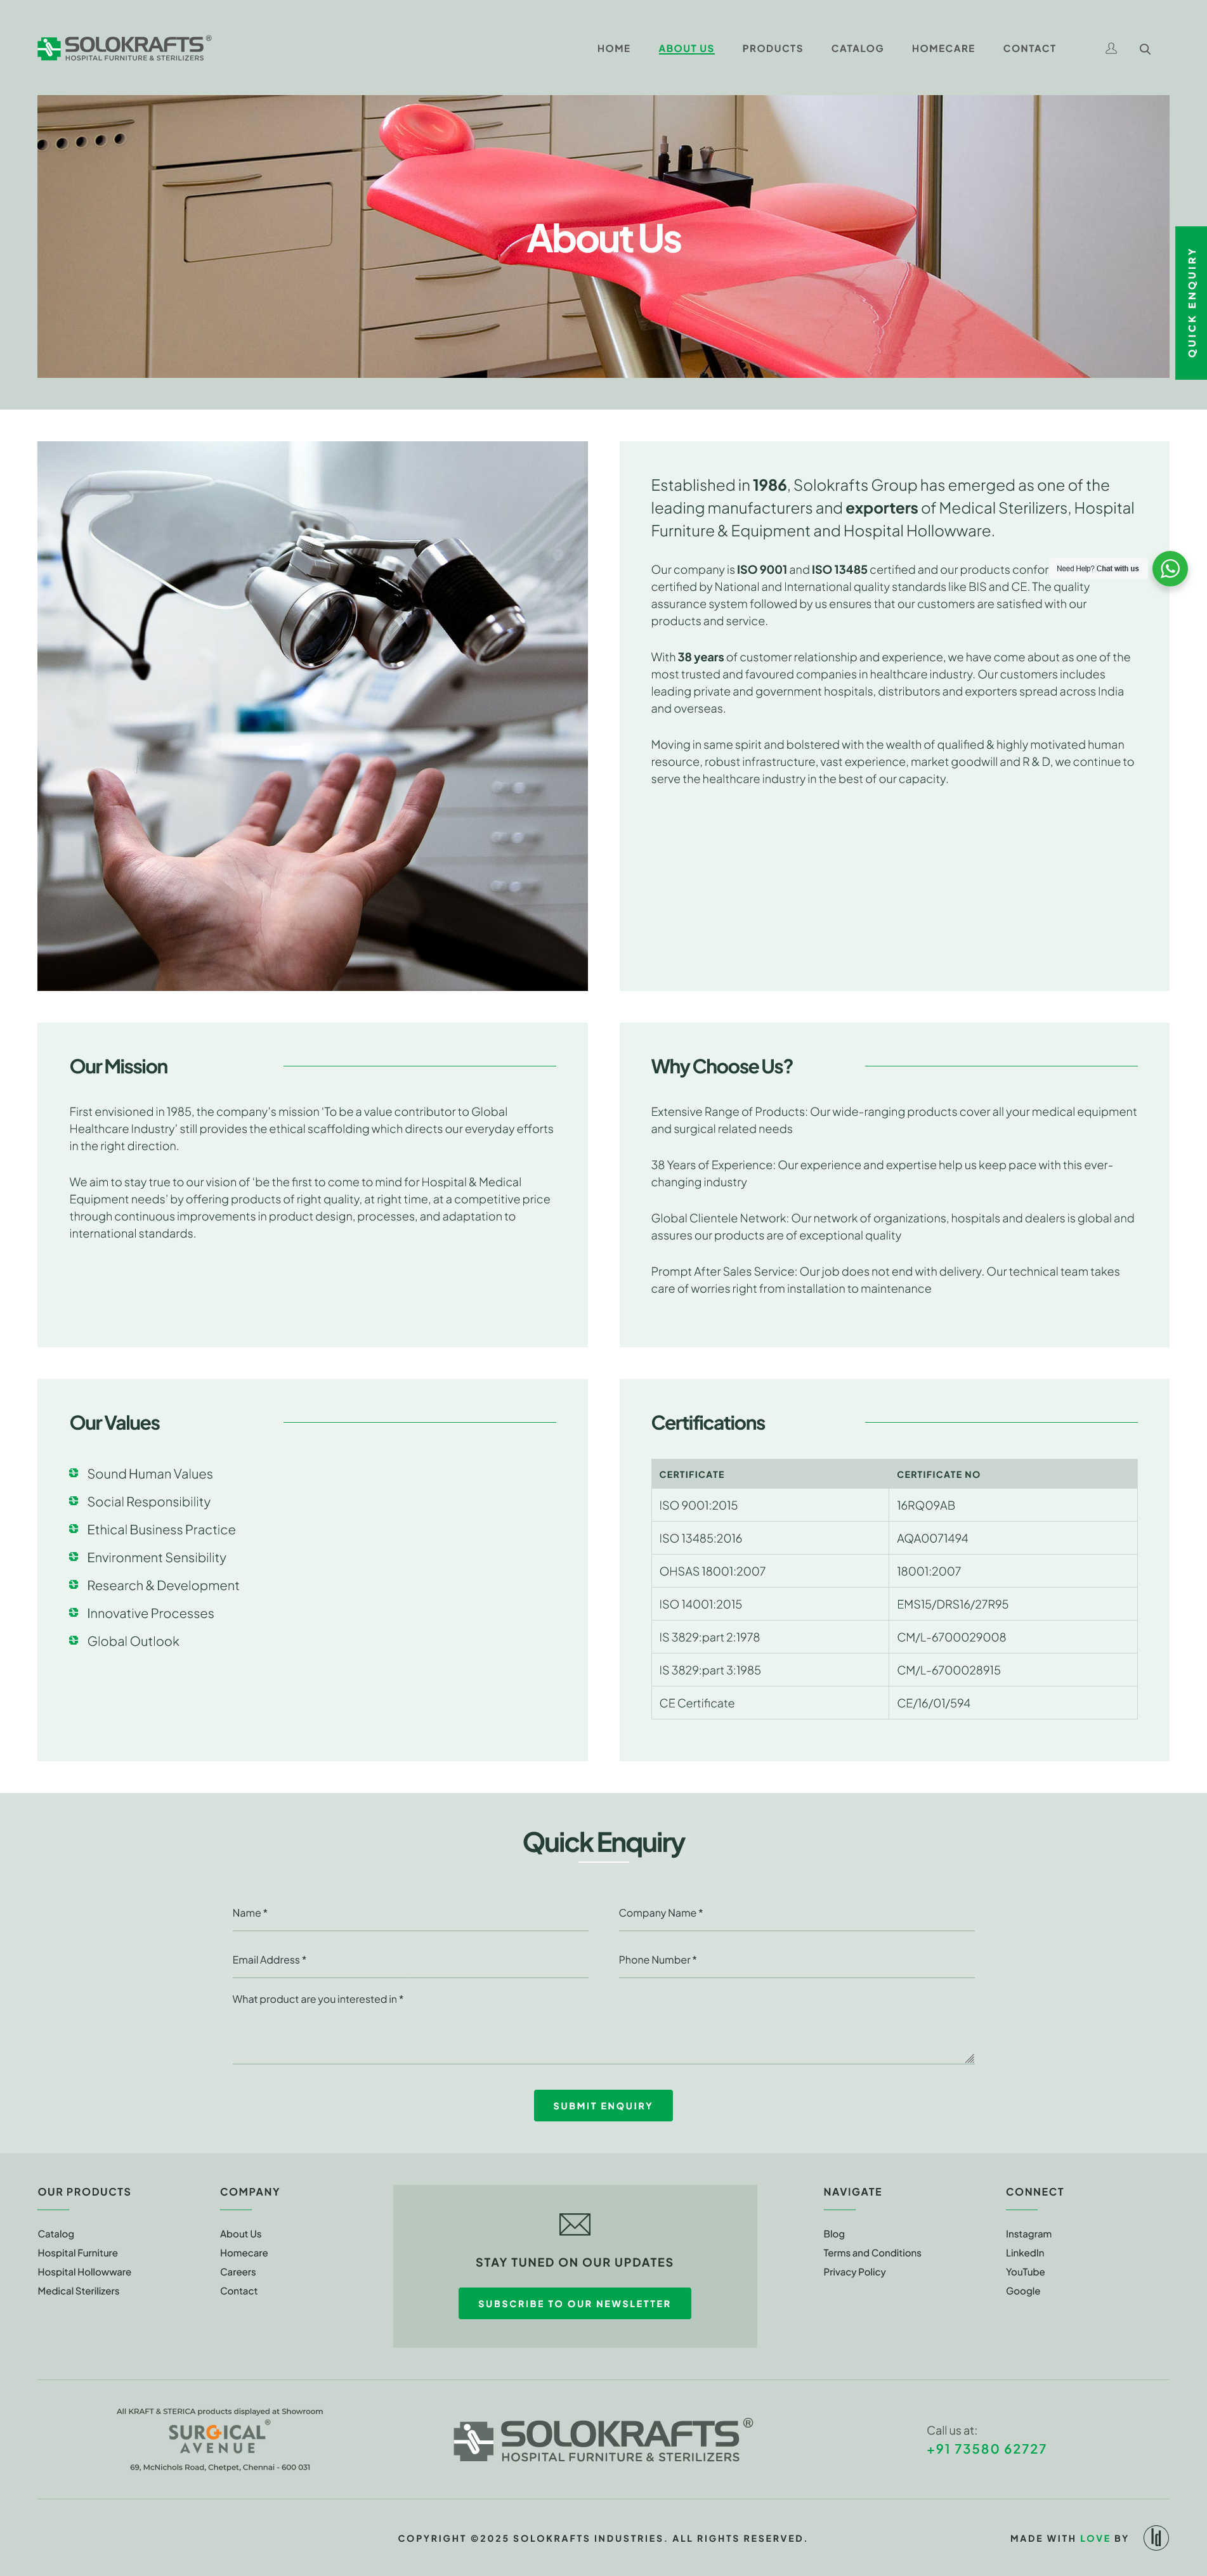 SOLOKRAFTS®
HOSPITAL FURNITURE & STERILIZERS
HOME
ABOUT US
PRODUCTS
CATALOG
HOMECARE
CONTACT
About Us
QUICK ENQUIRY
Established in 1986, Solokrafts Group has emerged as one of the
leading manufacturers and exporters of Medical Sterilizers, Hospital
Furniture & Equipment and Hospital Hollowware.
Our company is ISO 9001 and ISO 13485 certified and our products confor
Need Help? Chat with us
certified by National and International quality standards like BIS and CE. The quality
assurance system followed by us ensures that our customers are satisfied with our
products and service.
With 38 years of customer relationship and experience, we have come about as one of the
most trusted and favoured companies in healthcare industry. Our customers includes
leading private and government hospitals, distributors and exporters spread across India
and overseas.
Moving in same spirit and bolstered with the wealth of qualified & highly motivated human
resource, robust infrastructure, vast experience, market goodwill and R & D, we continue to
serve the healthcare industry in the best of our capacity.
Our Mission
First envisioned in 1985, the company's mission 'To be a value contributor to Global
Healthcare Industry' still provides the ethical scaffolding which directs our everyday efforts
in the right direction.
We aim to stay true to our vision of 'be the first to come to mind for Hospital & Medical
Equipment needs' by offering products of right quality, at right time, at a competitive price
through continuous improvements in product design, processes, and adaptation to
international standards.
Why Choose Us?
Extensive Range of Products: Our wide-ranging products cover all your medical equipment
and surgical related needs
38 Years of Experience: Our experience and expertise help us keep pace with this ever-
changing industry
Global Clientele Network: Our network of organizations, hospitals and dealers is global and
assures our products are of exceptional quality
Prompt After Sales Service: Our job does not end with delivery. Our technical team takes
care of worries right from installation to maintenance
Our Values
Sound Human Values
Social Responsibility
Ethical Business Practice
Environment Sensibility
Research & Development
Innovative Processes
Global Outlook
Certifications
CERTIFICATE CERTIFICATE NO
ISO 9001:2015 16RQ09AB
ISO 13485:2016 AQA0071494
OHSAS 18001:2007 18001:2007
ISO 14001:2015 EMS15/DRS16/27R95
IS 3829:part 2:1978 CM/L-6700029008
IS 3829:part 3:1985 CM/L-6700028915
CE Certificate CE/16/01/594
Quick Enquiry
Name *
Company Name *
Email Address *
Phone Number *
What product are you interested in *
SUBMIT ENQUIRY
OUR PRODUCTS
Catalog
Hospital Furniture
Hospital Hollowware
Medical Sterilizers
COMPANY
About Us
Homecare
Careers
Contact
STAY TUNED ON OUR UPDATES
SUBSCRIBE TO OUR NEWSLETTER
NAVIGATE
Blog
Terms and Conditions
Privacy Policy
CONNECT
Instagram
LinkedIn
YouTube
Google
All KRAFT & STERICA products displayed at Showroom
SURGICAL®
AVENUE
69, McNichols Road, Chetpet, Chennai - 600 031
SOLOKRAFTS®
HOSPITAL FURNITURE & STERILIZERS
Call us at:
+91 73580 62727
COPYRIGHT ©2025 SOLOKRAFTS INDUSTRIES. ALL RIGHTS RESERVED.
MADE WITH LOVE BY